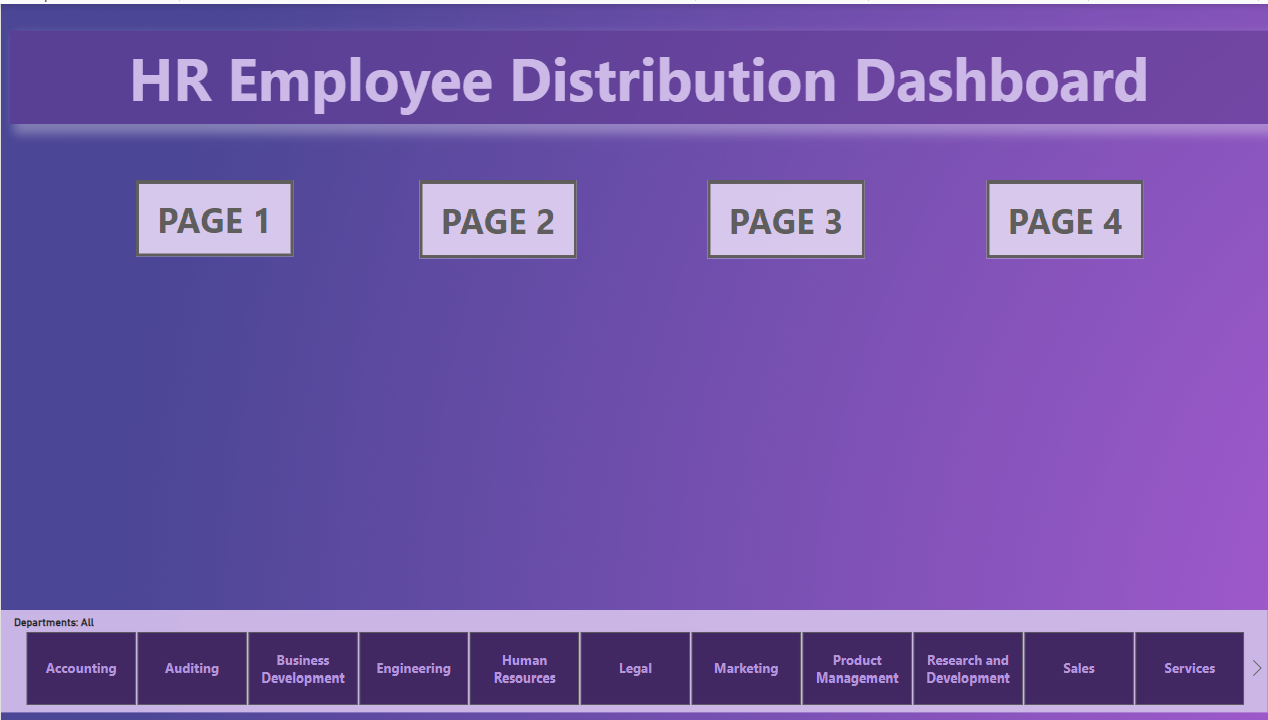 HR Employee Distribution Dashboard
PAGE 1
PAGE 2
PAGE 3
PAGE 4
Departments: All
Accounting
Auditing
Business
Development
Engineering
Human
Resources
Legal
Marketing
Product
Management
Research and
Development
Sales
Services